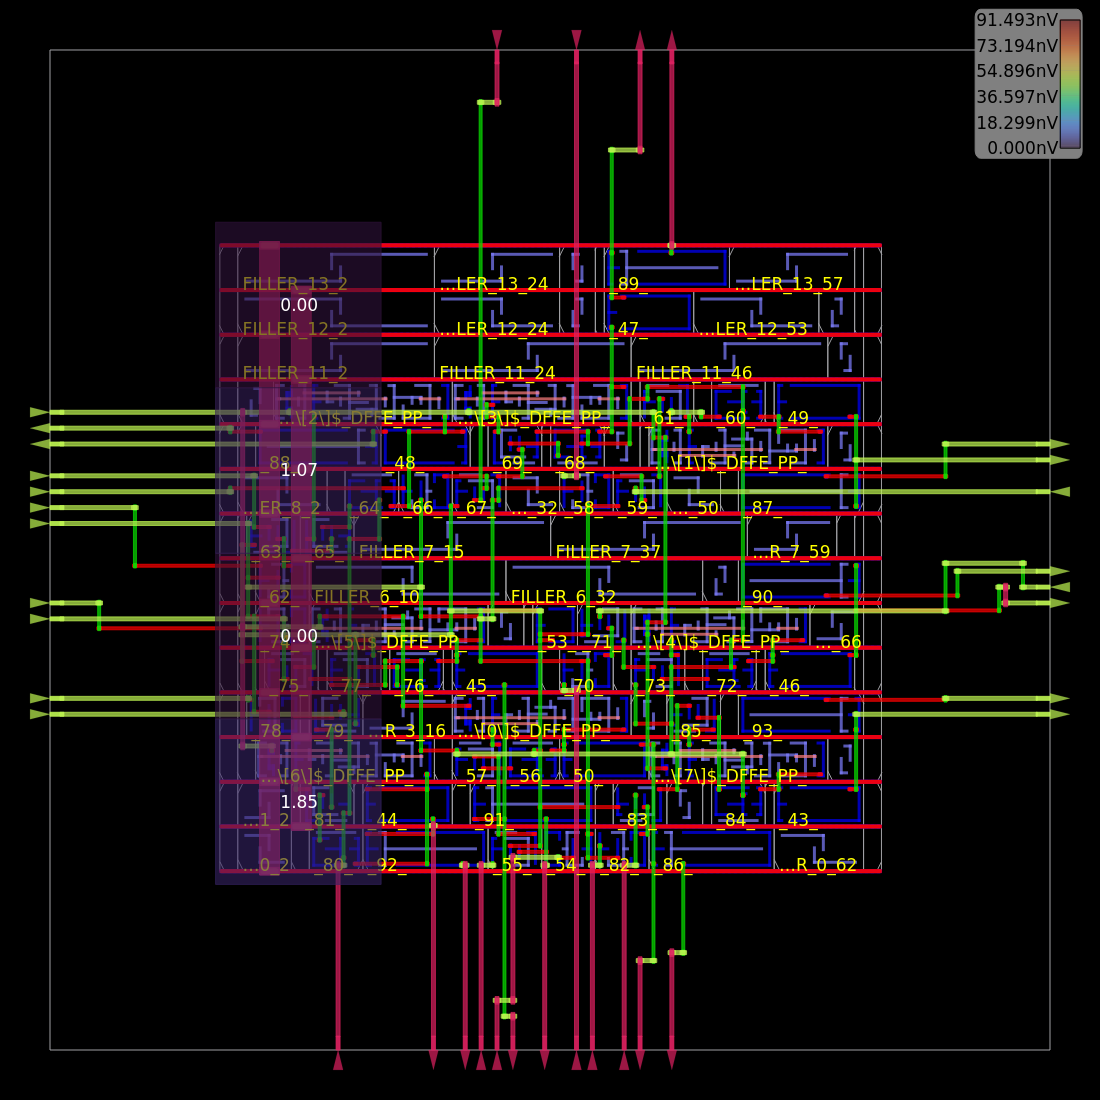 91.493nV
73.194nV
54.896nV
36.597nV
18.299nV
0.000nV
FILLER_13_2 ...LER_13_24 _89_ ...LER_13_57
0.00
FILLER_12_2 ...LER_12_24 _47_ ...LER_12_53
FILLER_11_2 FILLER_11_24 FILLER_11_46
...\[2\]$_DFFE_PP_ ...\[3\]$_DFFE_PP_ _61_ _60_ _49_
_88_ _48_ _69_ _68_ ...\[1\]$_DFFE_PP_
1.07
...ER_8_2 _64_ _66_ _67_ ..._32 _58_ _59_ ..._50 _87_
_63_ _65_ FILLER_7_15 FILLER_7_37 ...R_7_59
_62_ FILLER_6_10 FILLER_6_32 _90_
0.00
_74_ ...\[5\]$_DFFE_PP_ _53_ _71_ ...\[4\]$_DFFE_PP_ ..._66
_75_ _77_ _76_ _45_ _70_ _73_ _72_ _46_
_78_ _79_ ...R_3_16 ...\[0\]$_DFFE_PP_ _85_ _93_
...\[6\]$_DFFE_PP_ _57_ _56_ _50_ ...\[7\]$_DFFE_PP_
1.85
...1_2 _81_ _44_ _91_ _83_ _84_ _43_
...0_2 _80_ _92_ _55_ _54_ _82_ _86_ ...R_0_62